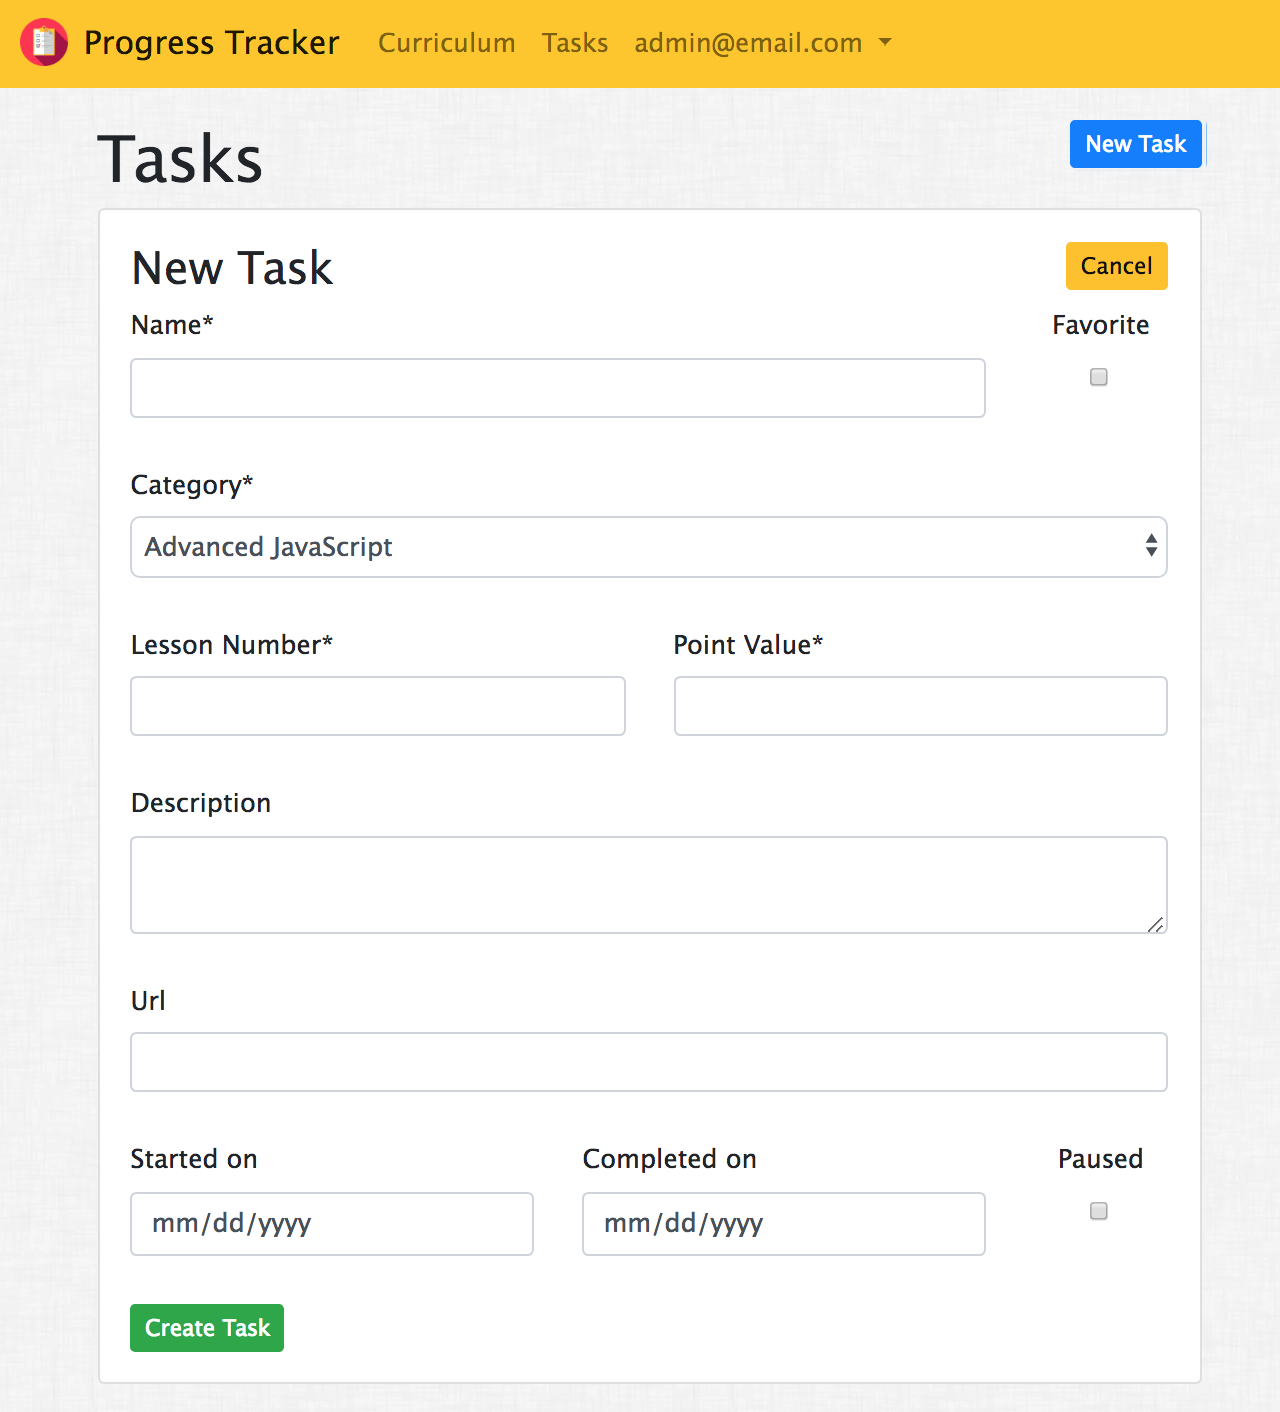 Progress Tracker Curriculum Tasks admin@email.com
Tasks New Task
New Task Cancel
Name* Favorite
Category*
Advanced JavaScript
Lesson Number* Point Value*
Description
Url
Started on Completed on Paused
mm/dd/yyyy mm/dd/yyyy
Create Task